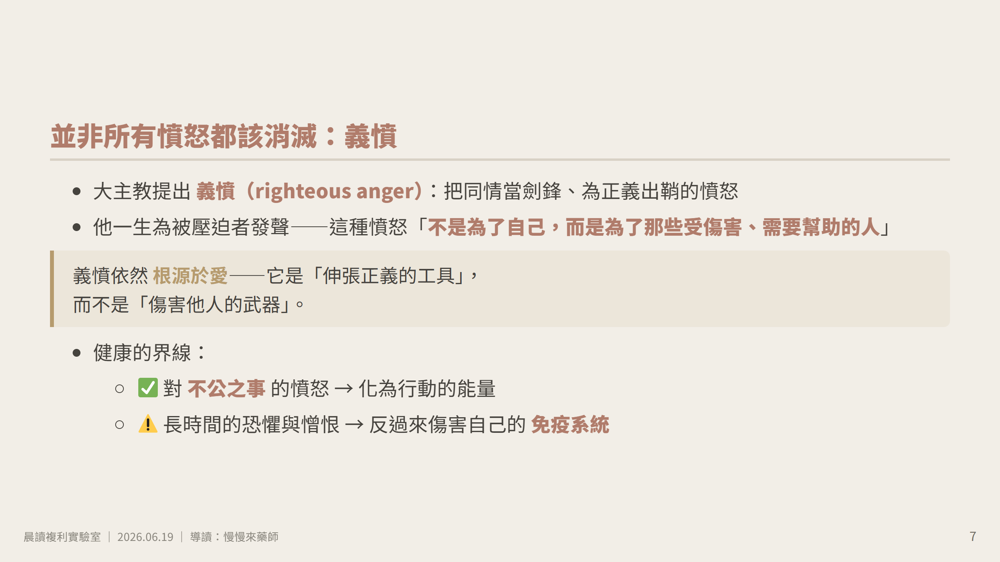 並非所有憤怒都該消滅：義憤
• 大主教提出 義憤（righteous anger）：把同情當劍鋒、為正義出鞘的憤怒
• 他一生為被壓迫者發聲——這種憤怒「不是為了自己，而是為了那些受傷害、需要幫助的人」
義憤依然 根源於愛——它是「伸張正義的工具」，
而不是「傷害他人的武器」。
• 健康的界線：
○ ✅ 對 不公之事 的憤怒 → 化為行動的能量
○ ⚠️ 長時間的恐懼與憎恨 → 反過來傷害自己的 免疫系統
晨讀複利實驗室｜2026.06.19｜導讀：慢慢來藥師
7